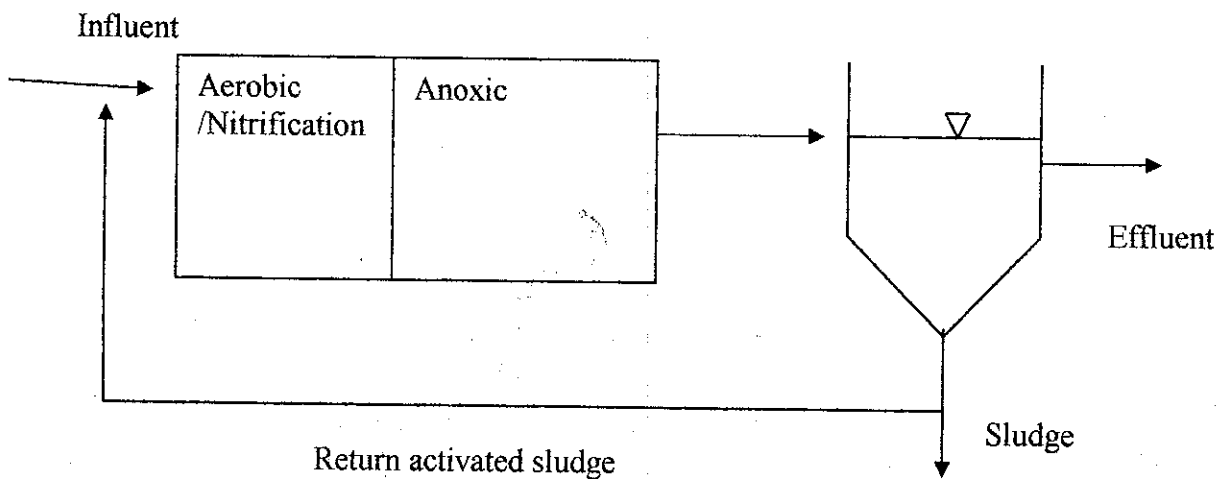 Influent
Aerobic
/Nitrification
Anoxic
Effluent
Sludge
Return activated sludge